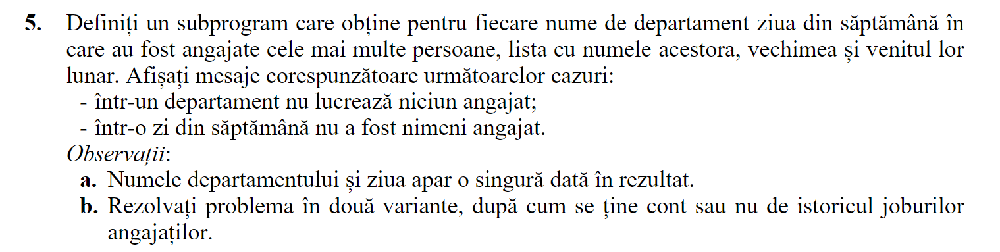 5. Definiți un subprogram care obține pentru fiecare nume de departament ziua din săptămână în
care au fost angajate cele mai multe persoane, lista cu numele acestora, vechimea și venitul lor
lunar. Afișați mesaje corespunzătoare următoarelor cazuri:
- într-un departament nu lucrează niciun angajat;
- într-o zi din săptămână nu a fost nimeni angajat.
Observații:
a. Numele departamentului și ziua apar o singură dată în rezultat.
b. Rezolvați problema în două variante, după cum se ține cont sau nu de istoricul joburilor
angajaților.